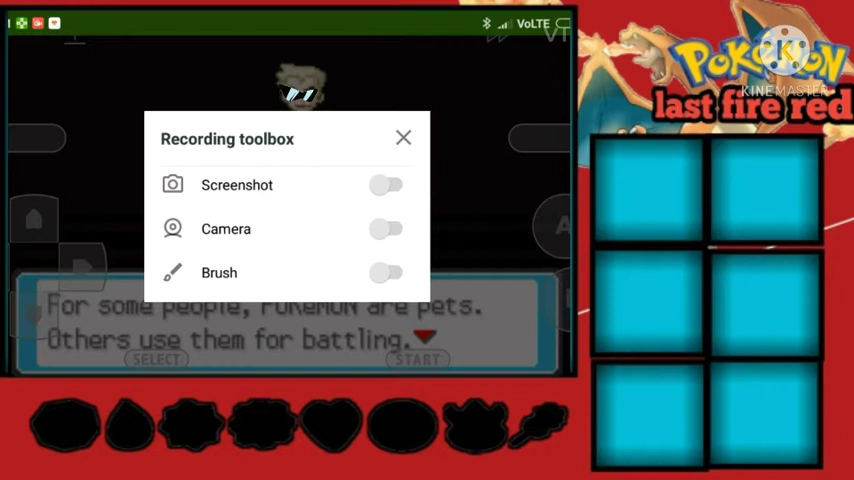 VoLTE
VT
POKéMON
KINEMASTER
last fire red
Recording toolbox
Screenshot
Camera
Brush
A
For some people, POKéMON are pets.
Others use them for battling.
SELECT
START